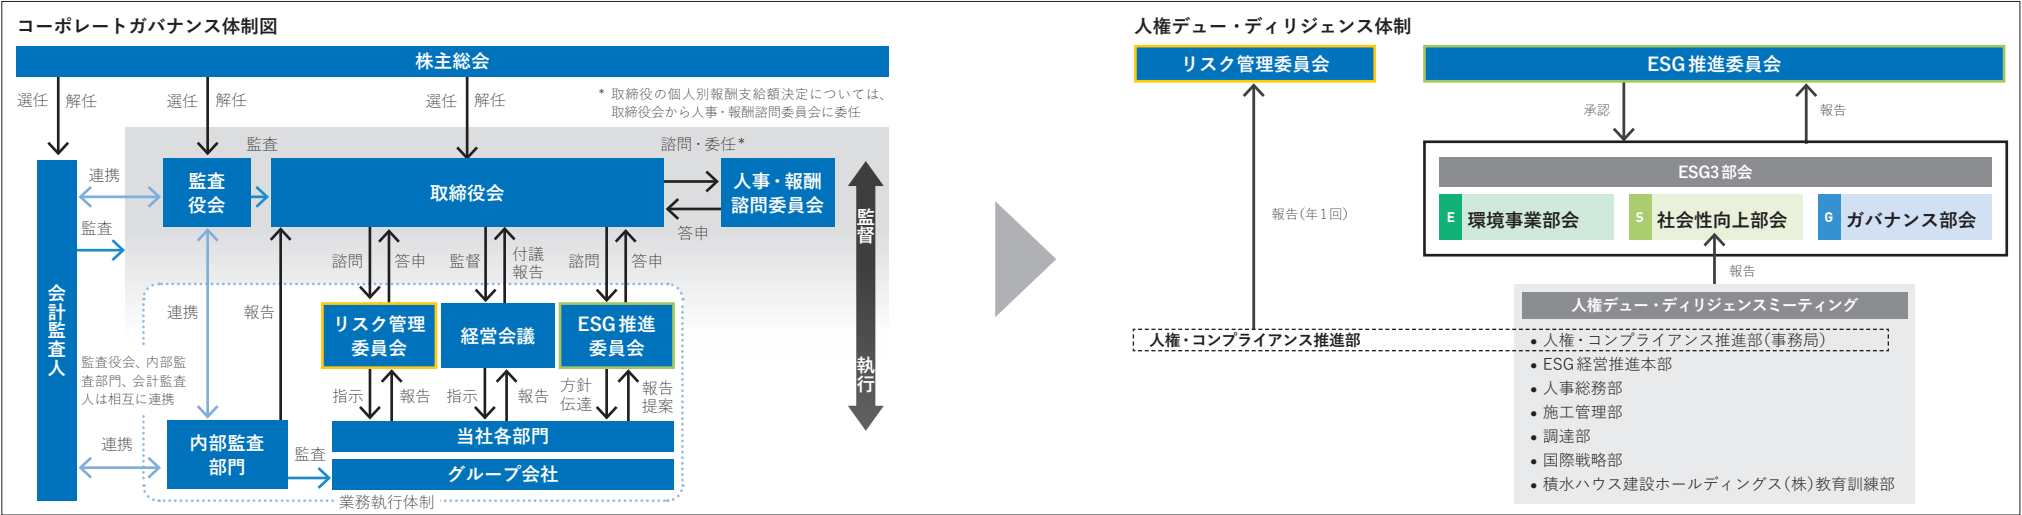 コーポレートガバナンス体制図
株主総会
選任
解任
選任
解任
選任
解任
* 取締役の個人別報酬支給額決定については、
取締役会から人事・報酬諮問委員会に委任
監査
諮問・委任*
連携
監査
役会
取締役会
人事・報酬
諮問委員会
答申
監査
監督
執行
諮問
答申
監督
付議
報告
諮問
答申
会計監査人
連携
報告
リスク管理
委員会
経営会議
ESG推進
委員会
監査役会、内部監
査部門、会計監査
人は相互に連携
指示
報告
指示
報告
方針
伝達
報告
提案
連携
内部監査
部門
監査
当社各部門
グループ会社
業務執行体制
人権デュー・ディリジェンス体制
リスク管理委員会
ESG推進委員会
承認
報告
ESG3部会
E 環境事業部会
S 社会性向上部会
G ガバナンス部会
報告(年1回)
報告
人権デュー・ディリジェンスミーティング
人権・コンプライアンス推進部
● 人権・コンプライアンス推進部(事務局)
● ESG経営推進本部
● 人事総務部
● 施工管理部
● 調達部
● 国際戦略部
● 積水ハウス建設ホールディングス(株)教育訓練部